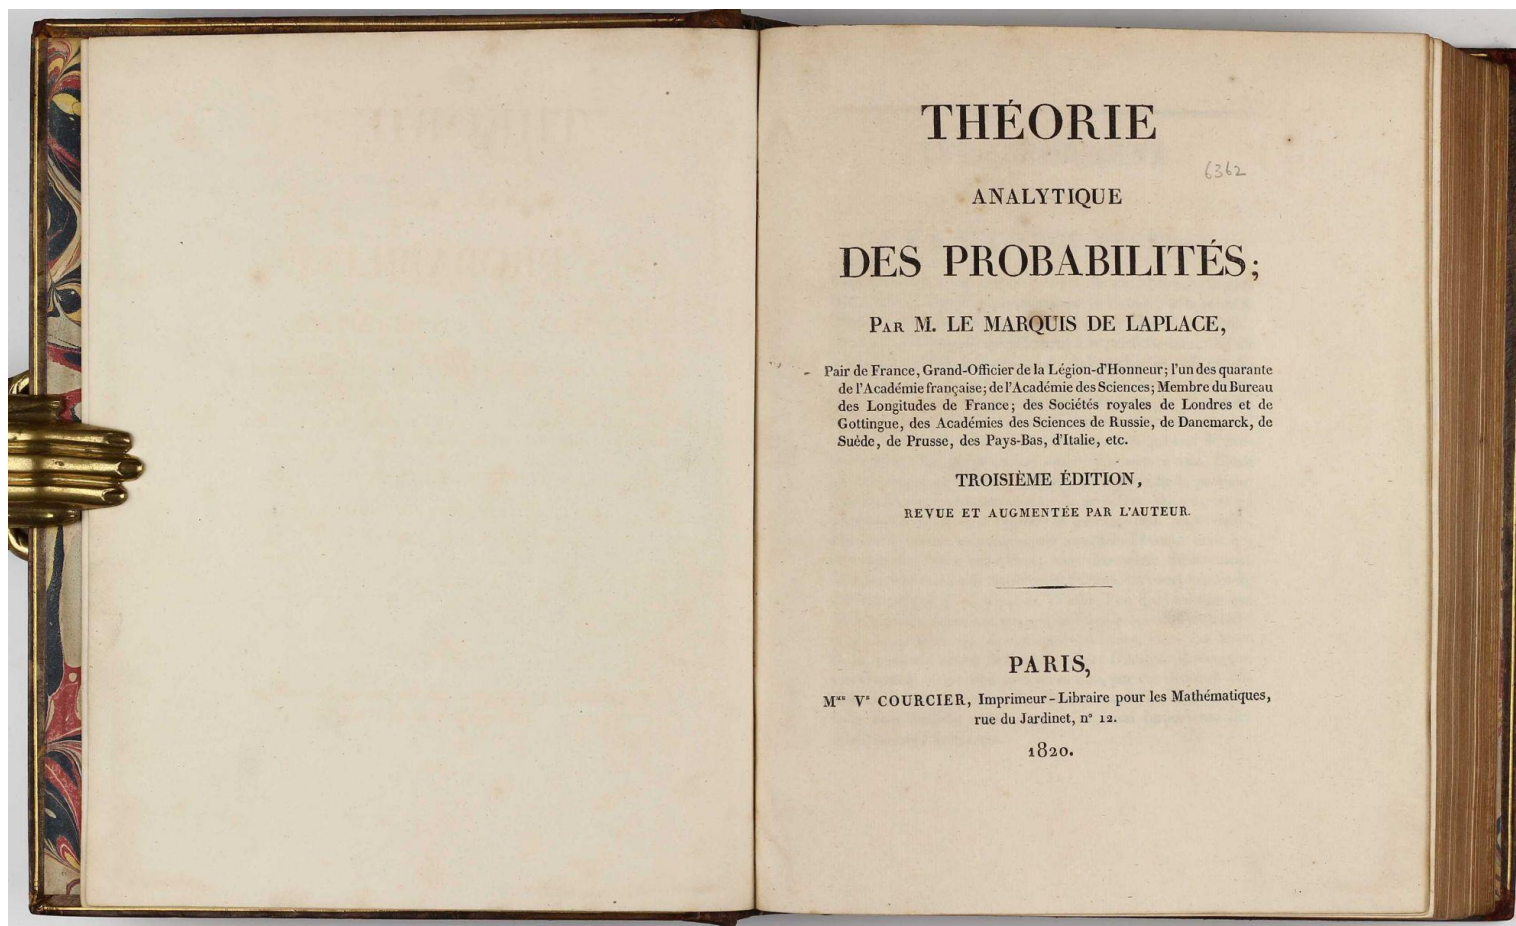 THÉORIE
6362
ANALYTIQUE
DES PROBABILITÉS;
PAR M. LE MARQUIS DE LAPLACE,
Pair de France, Grand-Officier de la Légion-d'Honneur; l'un des quarante
de l'Académie française; de l'Académie des Sciences; Membre du Bureau
des Longitudes de France; des Sociétés royales de Londres et de
Gottingue, des Académies des Sciences de Russie, de Danemarck, de
Suède, de Prusse, des Pays-Bas, d'Italie, etc.
TROISIÈME ÉDITION,
REVUE ET AUGMENTÉE PAR L'AUTEUR.
PARIS,
Mme Ve COURCIER, Imprimeur-Libraire pour les Mathématiques,
rue du Jardinet, n° 12.
1820.